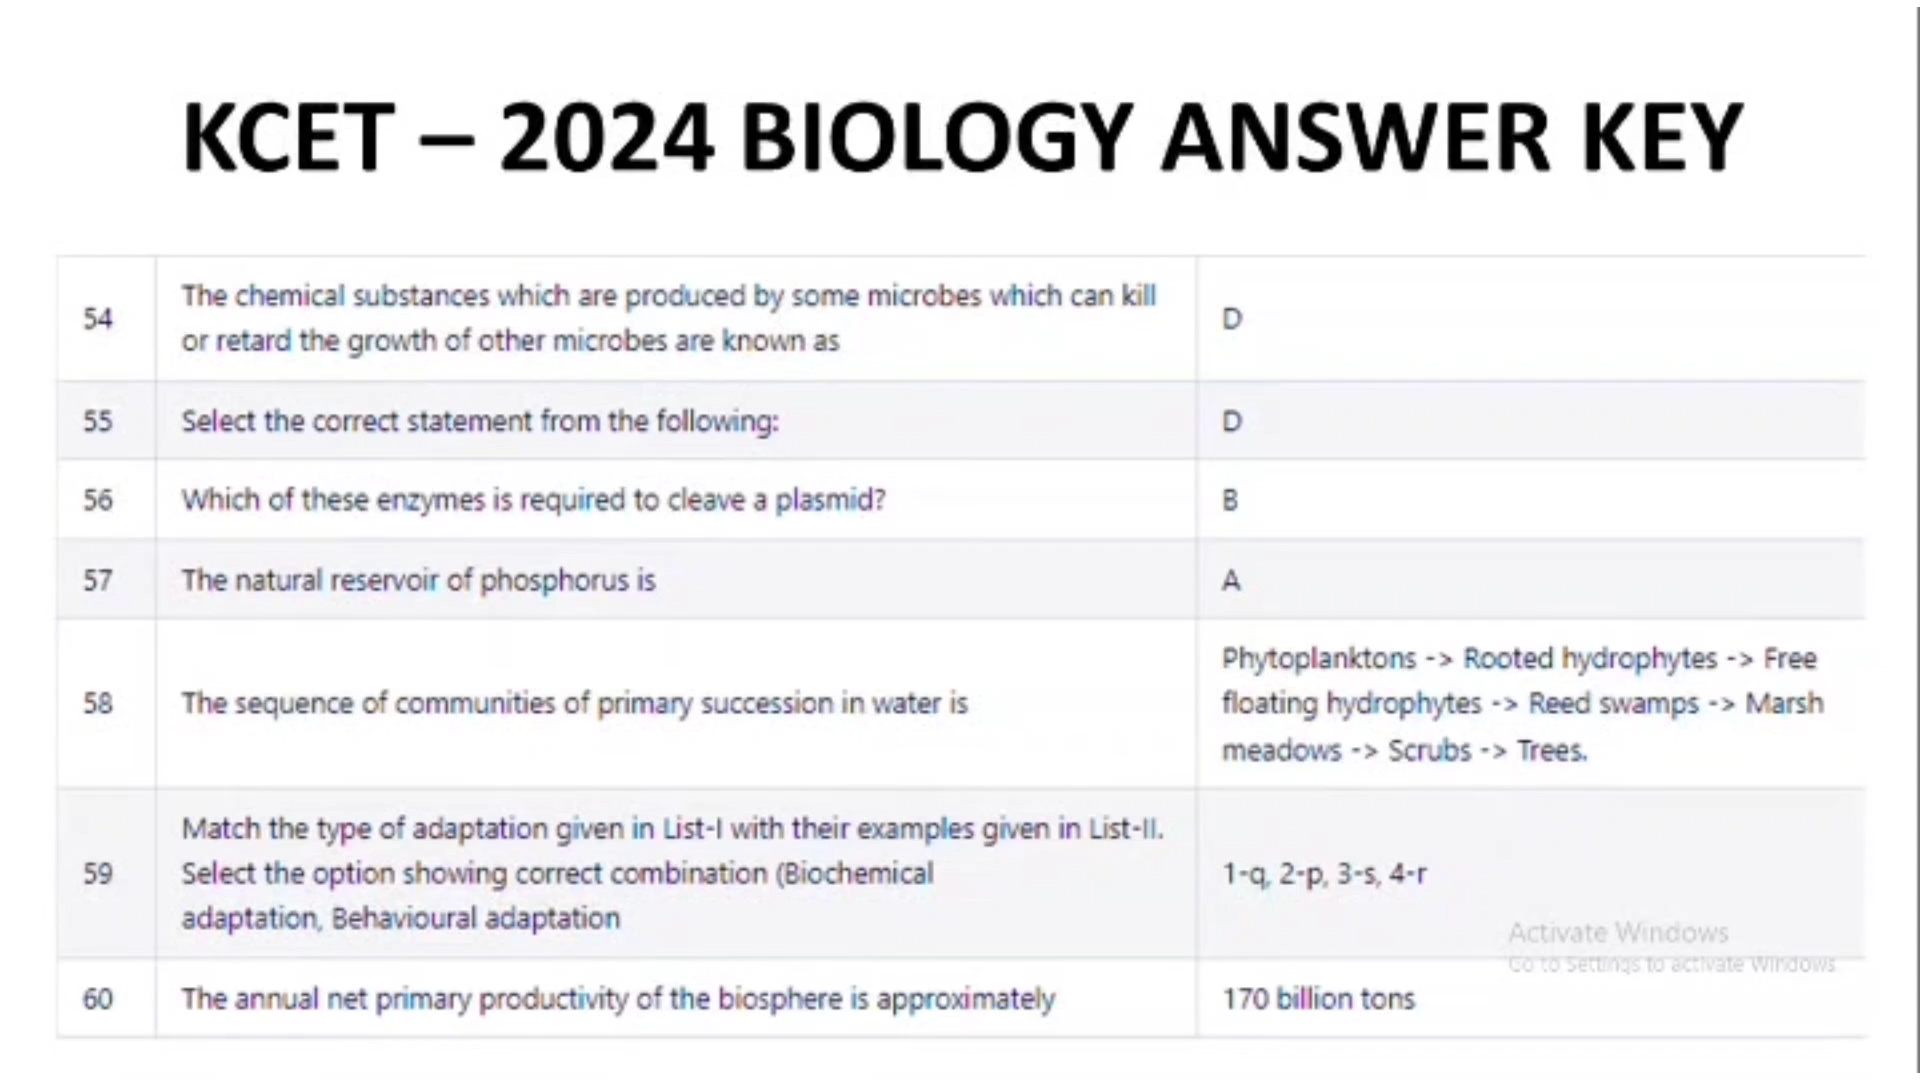 KCET – 2024 BIOLOGY ANSWER KEY
54
The chemical substances which are produced by some microbes which can kill
or retard the growth of other microbes are known as
D
55
Select the correct statement from the following:
D
56
Which of these enzymes is required to cleave a plasmid?
B
57
The natural reservoir of phosphorus is
A
58
The sequence of communities of primary succession in water is
Phytoplanktons -> Rooted hydrophytes -> Free
floating hydrophytes -> Reed swamps -> Marsh
meadows -> Scrubs -> Trees.
59
Match the type of adaptation given in List-I with their examples given in List-II.
Select the option showing correct combination (Biochemical
adaptation, Behavioural adaptation
1-q, 2-p, 3-s, 4-r
Activate Windows
Go to Settings to activate Windows.
60
The annual net primary productivity of the biosphere is approximately
170 billion tons